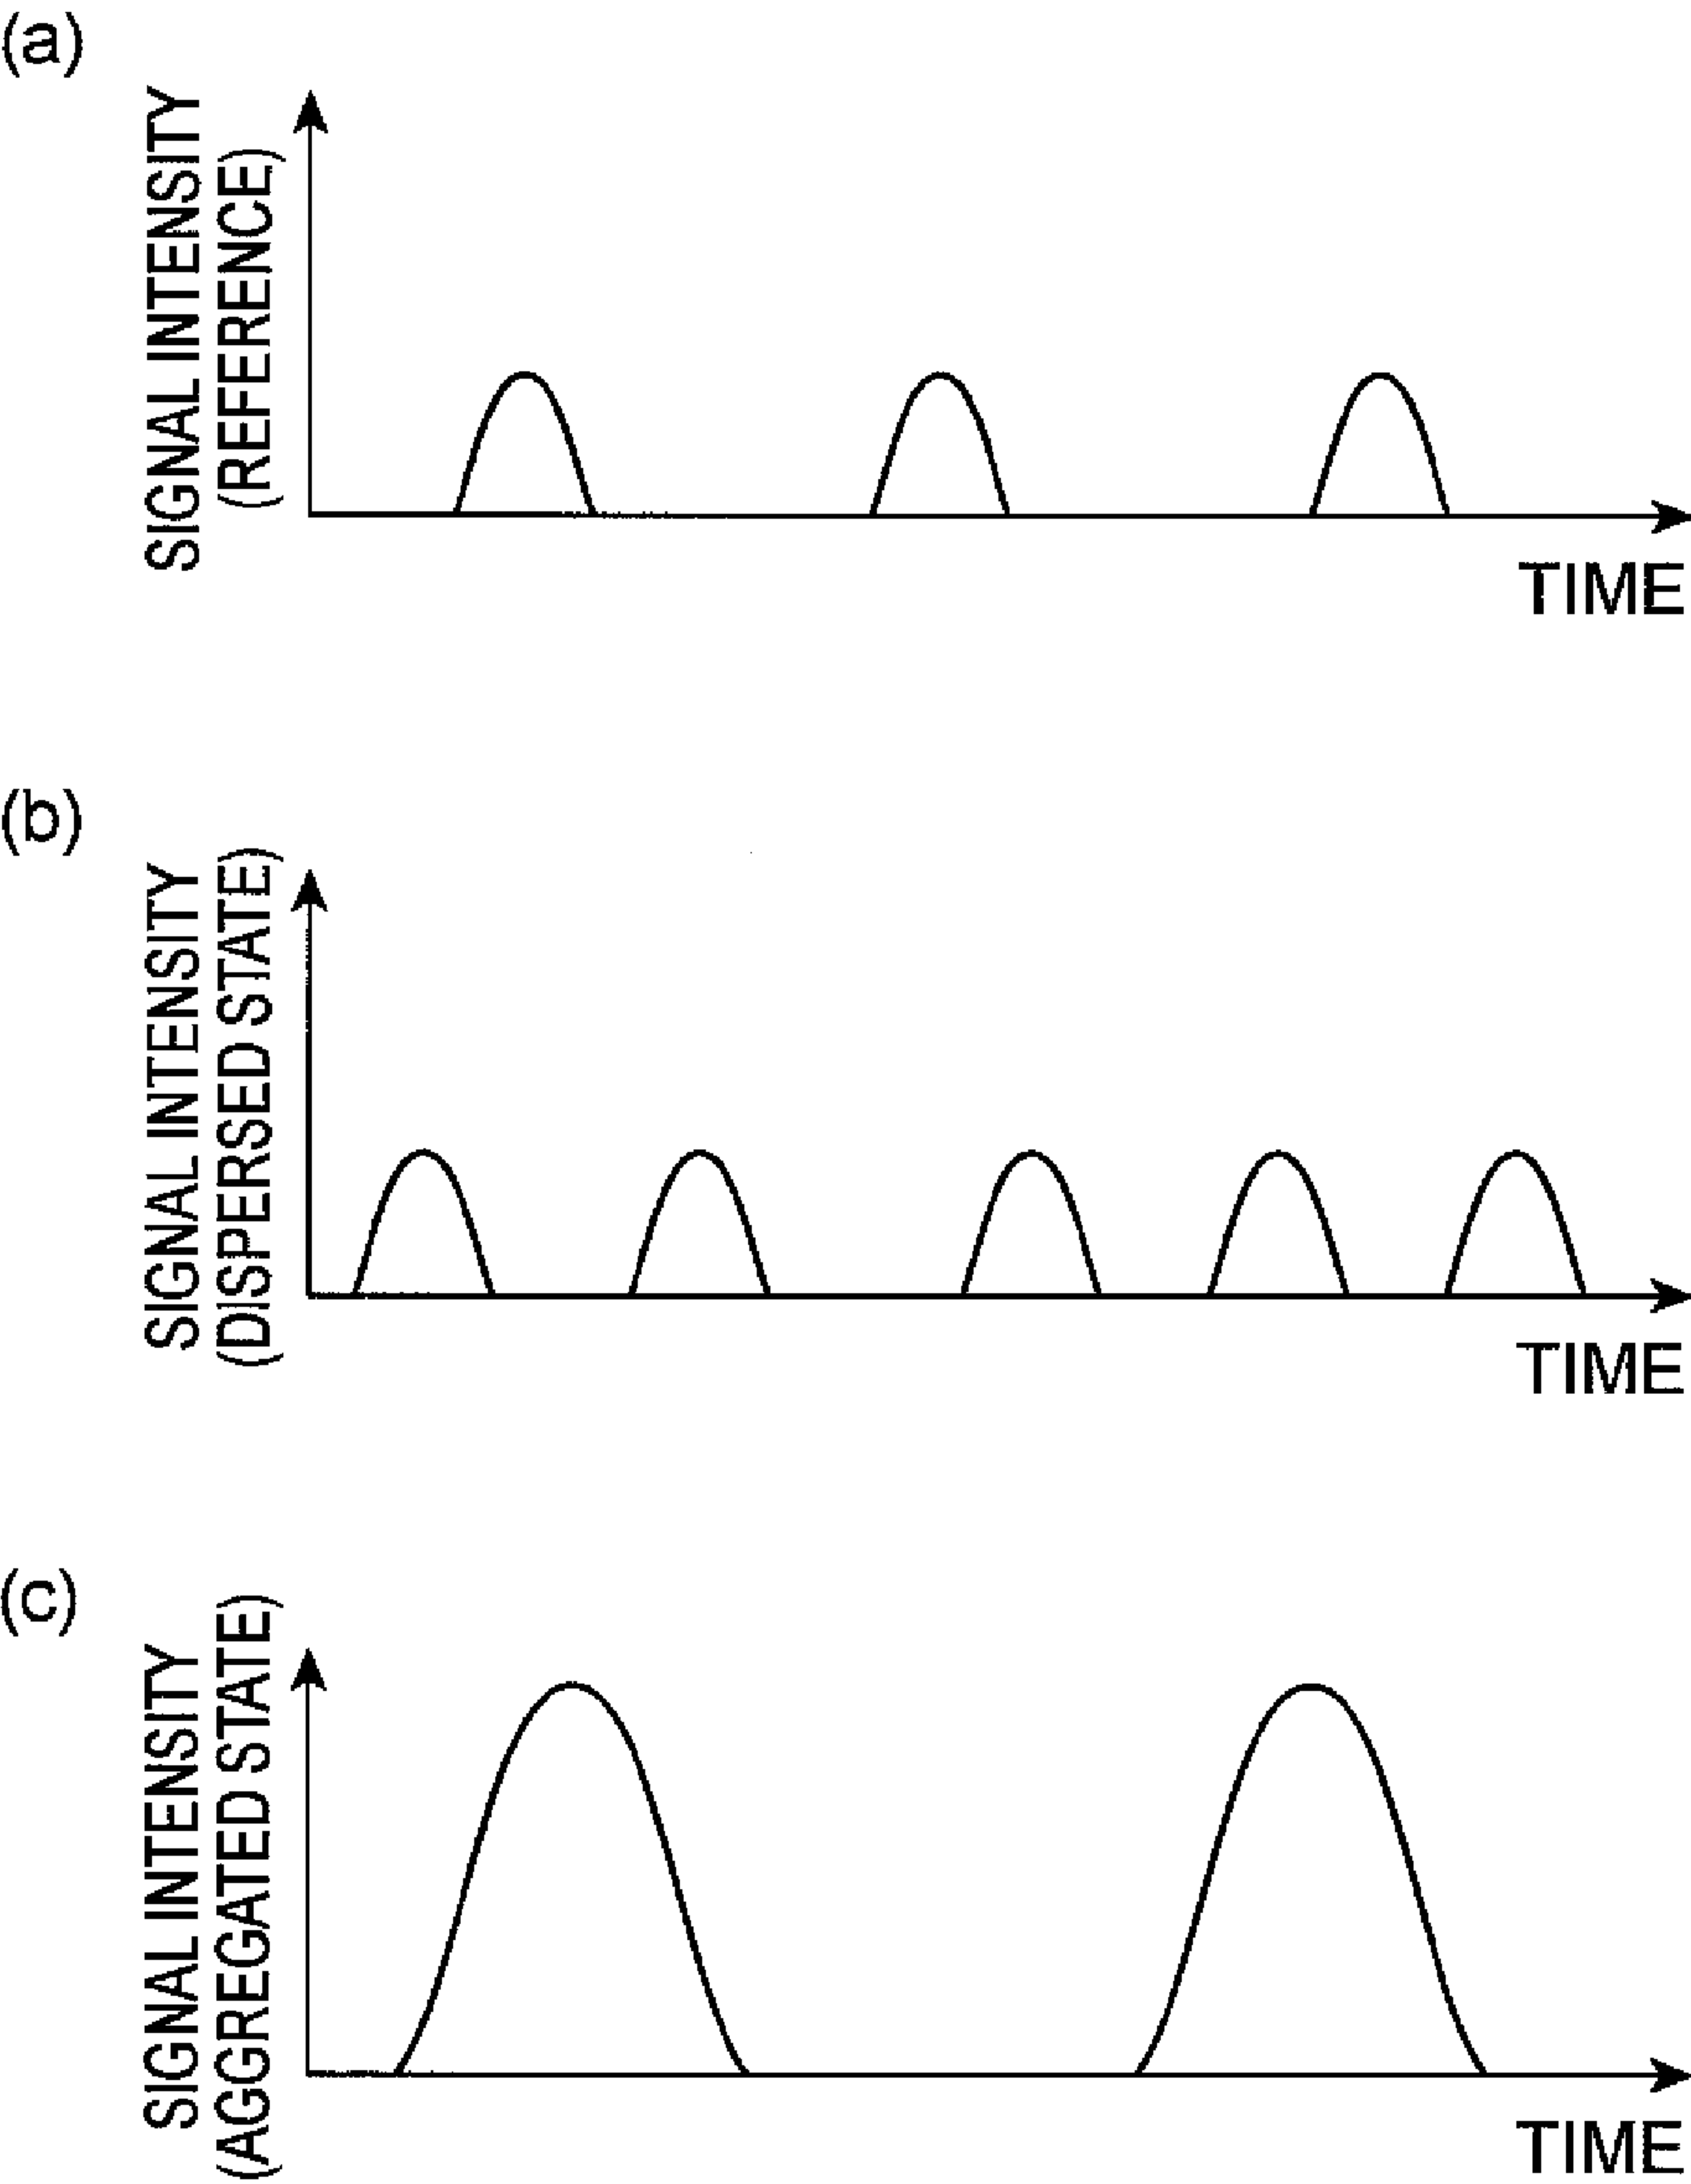 (a)
SIGNAL INTENSITY
(REFERENCE)
TIME
(b)
SIGNAL INTENSITY
(DISPERSED STATE)
TIME
(c)
SIGNAL INTENSITY
(AGGREGATED STATE)
TIME